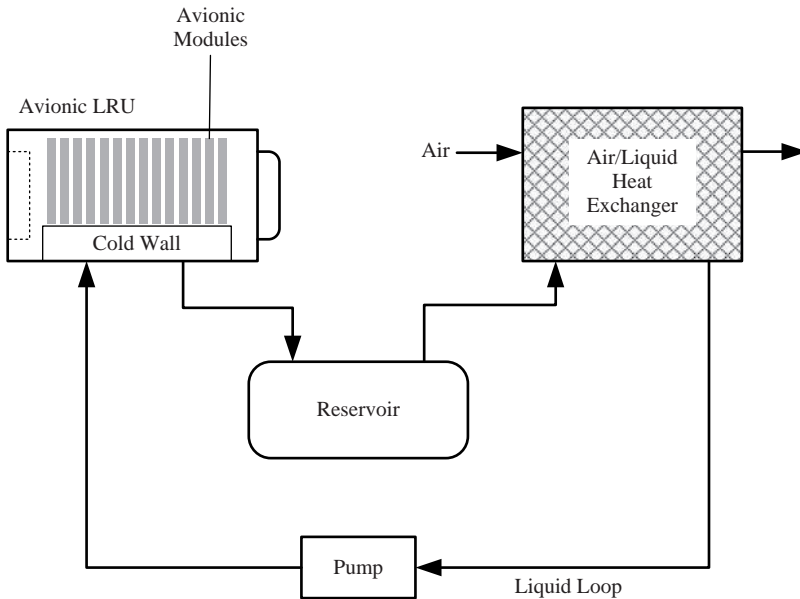 Avionic
Modules
Avionic LRU
Cold Wall
Air
Air/Liquid
Heat
Exchanger
Reservoir
Pump
Liquid Loop